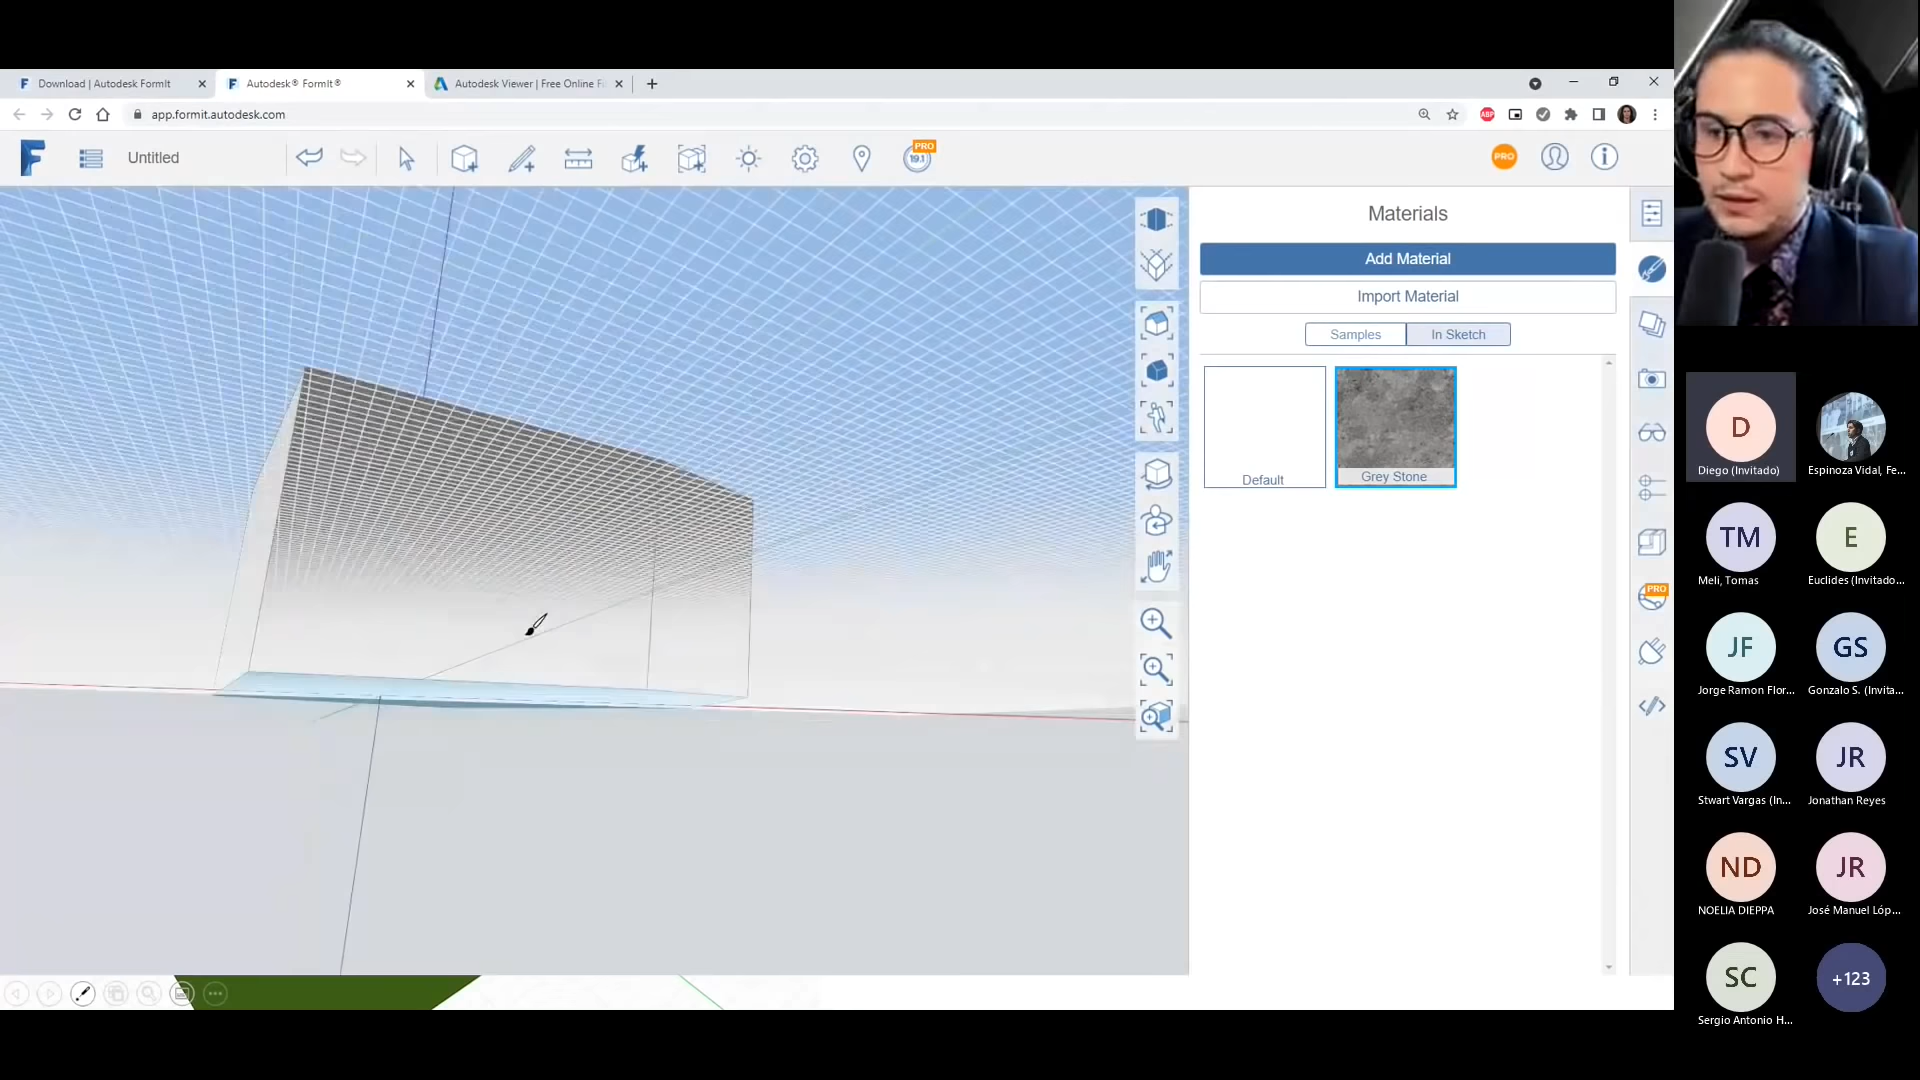 Download | Autodesk FormIt
Autodesk® FormIt®
Autodesk Viewer | Free Online Fi
app.formit.autodesk.com
Untitled
PRO
19.1
PRO
Materials
Add Material
Import Material
Samples
In Sketch
Default
Grey Stone
PRO
ABP
D
Diego (Invitado)
Espinoza Vidal, Fe...
TM
Meli, Tomas
E
Euclides (Invitado...
JF
Jorge Ramon Flor...
GS
Gonzalo S. (Invita...
SV
Stwart Vargas (In...
JR
Jonathan Reyes
ND
NOELIA DIEPPA
JR
José Manuel Lóp...
SC
Sergio Antonio H...
+123